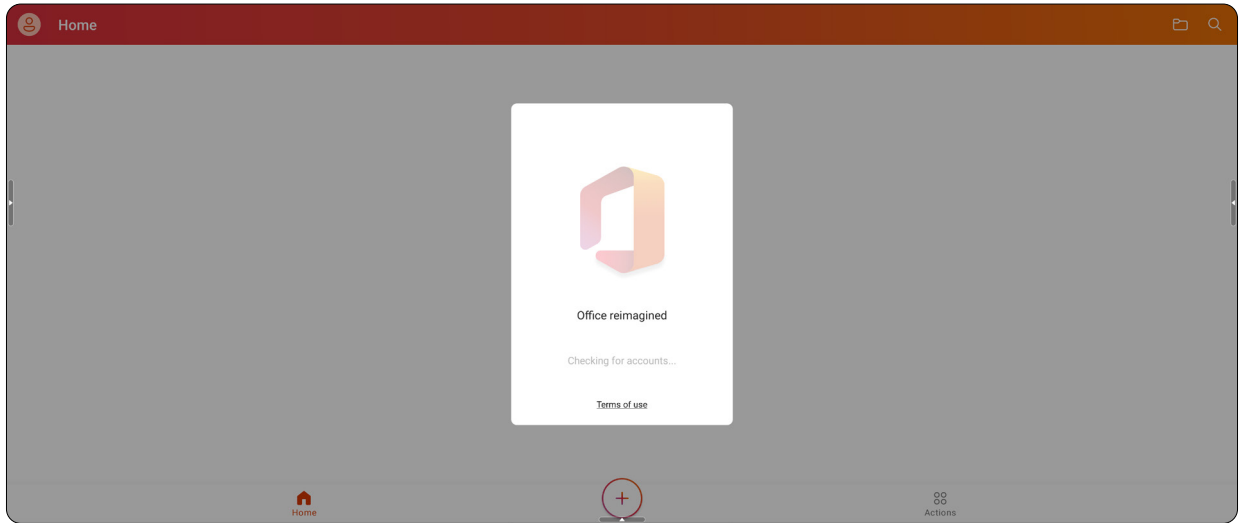 Home
Office reimagined
Checking for accounts...
Terms of use
Home
Actions